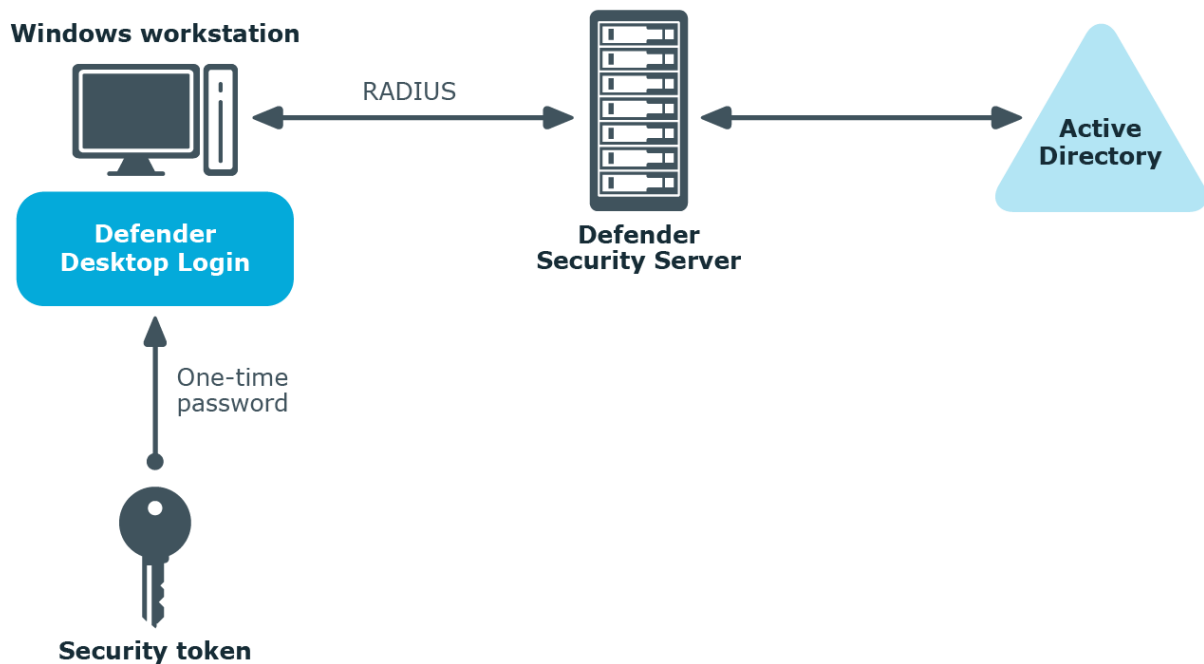 Windows workstation
RADIUS
Active
Directory
Defender
Desktop Login
Defender
Security Server
One-time
password
Security token